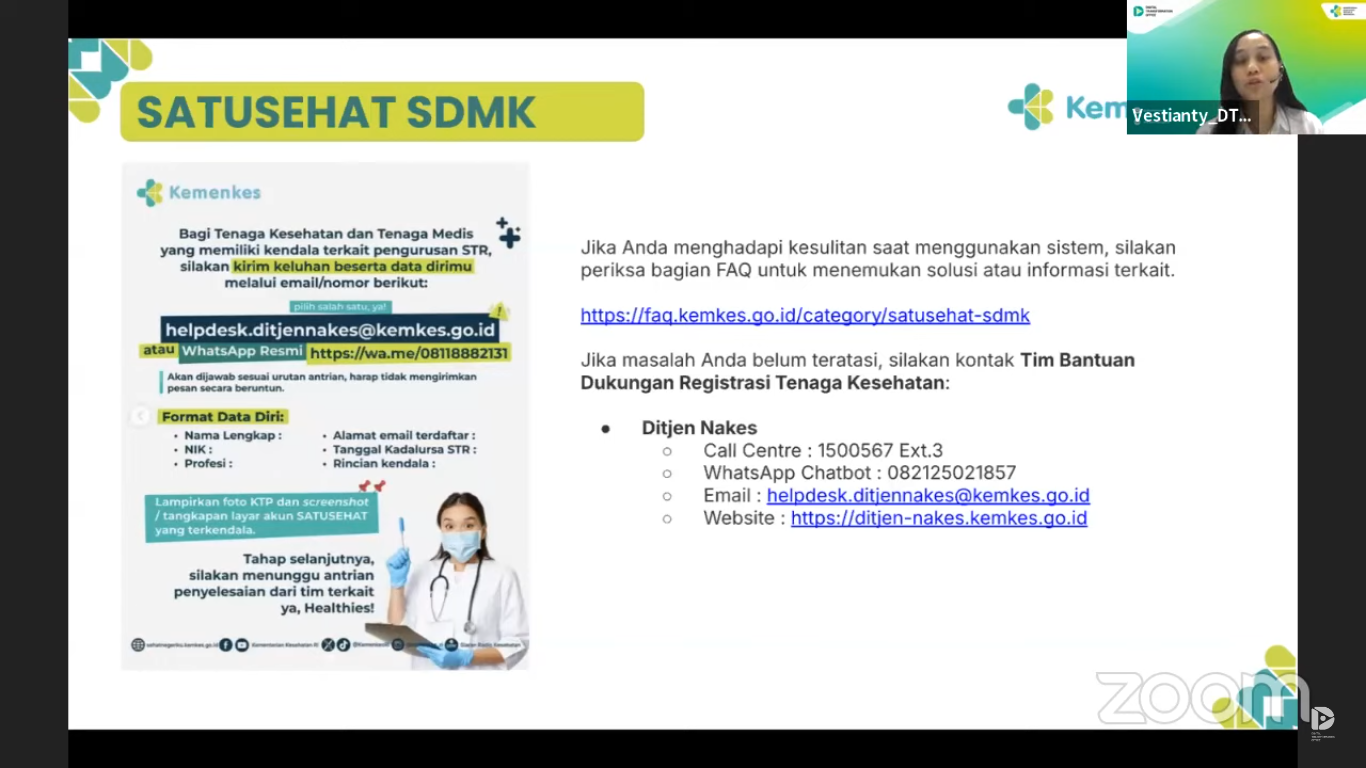 SATUSEHAT SDMK
Vestianty_DT...
Kemenkes
Bagi Tenaga Kesehatan dan Tenaga Medis
yang memiliki kendala terkait pengurusan STR,
silakan kirim keluhan beserta data dirimu
melalui email/nomor berikut:
pilih salah satu, ya!
helpdesk.ditjennakes@kemkes.go.id
atau WhatsApp Resmi https://wa.me/08118882131
Akan dijawab sesuai urutan antrian, harap tidak mengirimkan
pesan secara beruntun.
Format Data Diri:
• Nama Lengkap :
• NIK :
• Profesi :
• Alamat email terdaftar :
• Tanggal Kadalursa STR :
• Rincian kendala :
Lampirkan foto KTP dan screenshot
/ tangkapan layar akun SATUSEHAT
yang terkendala.
Tahap selanjutnya,
silakan menunggu antrian
penyelesaian dari tim terkait
ya, Healthies!
Jika Anda menghadapi kesulitan saat menggunakan sistem, silakan
periksa bagian FAQ untuk menemukan solusi atau informasi terkait.
https://faq.kemkes.go.id/category/satusehat-sdmk
Jika masalah Anda belum teratasi, silakan kontak Tim Bantuan
Dukungan Registrasi Tenaga Kesehatan:
● Ditjen Nakes
○ Call Centre : 1500567 Ext.3
○ WhatsApp Chatbot : 082125021857
○ Email : helpdesk.ditjennakes@kemkes.go.id
○ Website : https://ditjen-nakes.kemkes.go.id
zoom